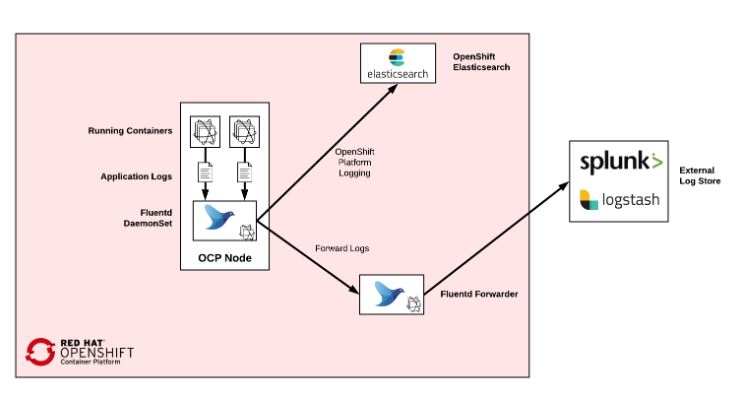 elasticsearch
OpenShift
Elasticsearch
Running Containers
Application Logs
Fluentd
DaemonSet
OCP Node
OpenShift
Platform
Logging
Forward Logs
Fluentd Forwarder
splunk>
logstash
External
Log Store
RED HAT
OPENSHIFT
Container Platform